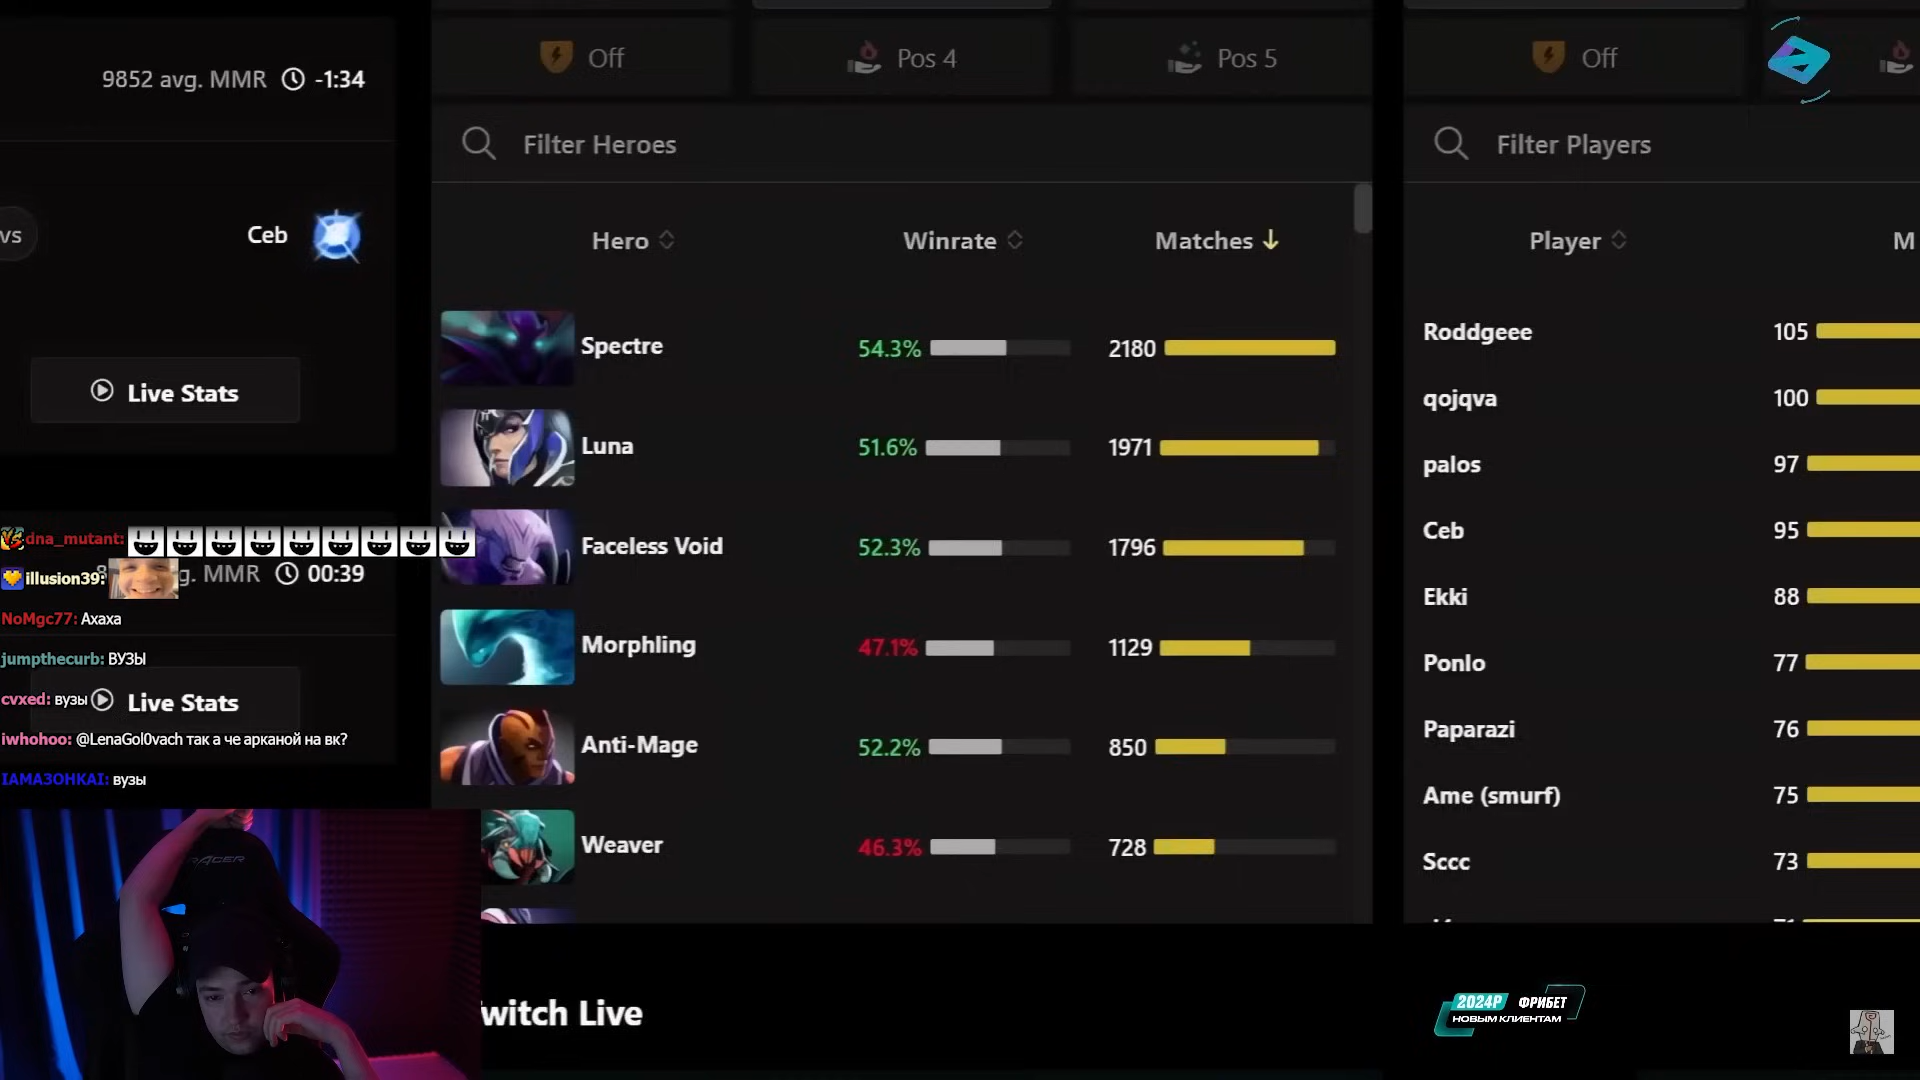 9852 avg. MMR -1:34
Off
Pos 4
Pos 5
Off
Filter Heroes
Filter Players
vs
Ceb
Hero
Winrate
Matches
Player
M
Live Stats
Spectre 54.3% 2180
Luna 51.6% 1971
Faceless Void 52.3% 1796
Morphling 47.1% 1129
Anti-Mage 52.2% 850
Weaver 46.3% 728
Roddgeee 105
qojqva 100
palos 97
Ceb 95
Ekki 88
Ponlo 77
Paparazi 76
Ame (smurf) 75
Sccc 73
dna_mutant:
illusion39:
g. MMR 00:39
NoMgc77: Ахаха
jumpthecurb: ВУЗЫ
cvxed: вузы
Live Stats
iwhohoo: @LenaGol0vach так а че арканой на вк?
IAMA3OHKAI: вузы
witch Live
2024Р ФРИБЕТ
НОВЫМ КЛИЕНТАМ